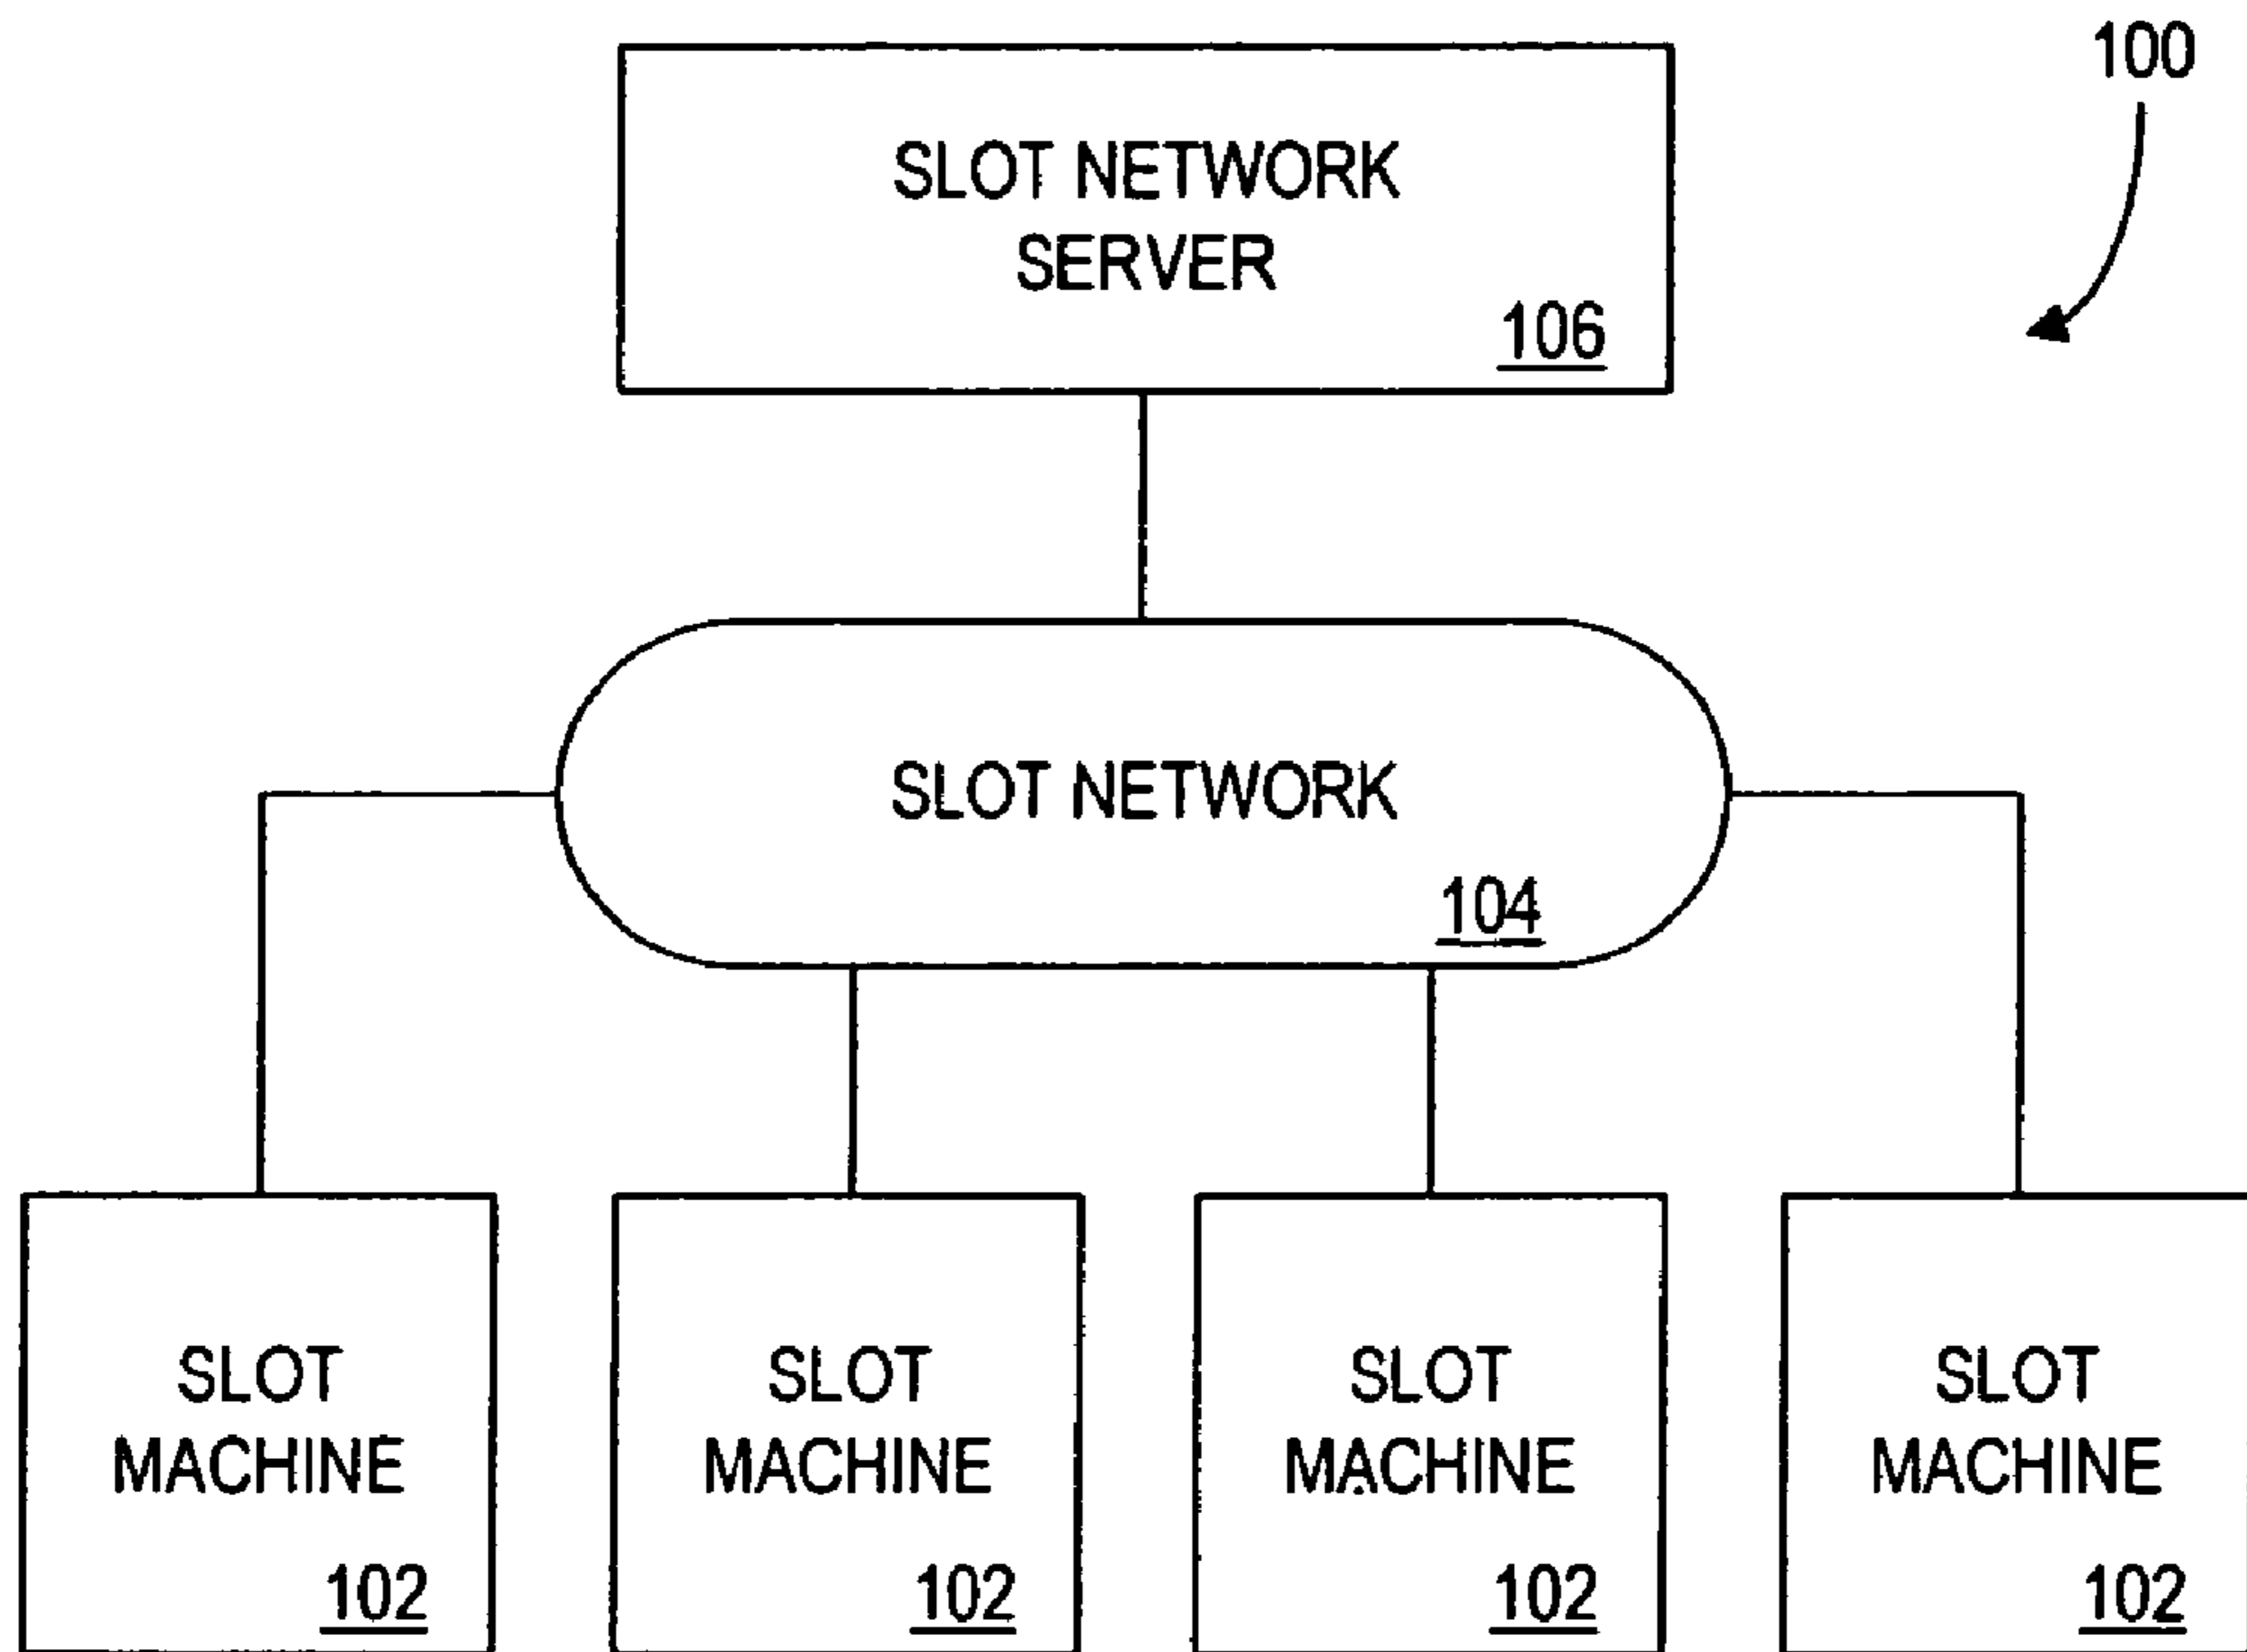 100
SLOT NETWORK
SERVER
106
SLOT NETWORK
104
SLOT
MACHINE
102
SLOT
MACHINE
102
SLOT
MACHINE
102
SLOT
MACHINE
102